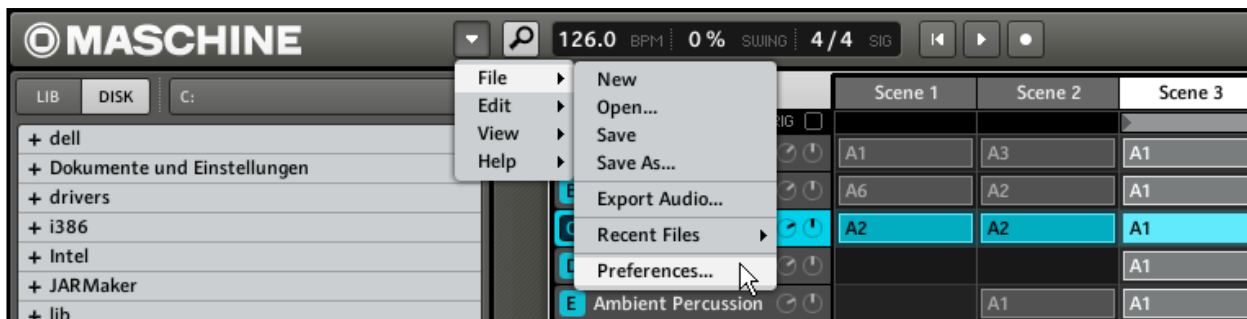 MASCHINE
126.0 BPM 0 % SWING 4/4 SIG
LIB DISK C:
+ dell
+ Dokumente und Einstellungen
+ drivers
+ i386
+ Intel
+ JARMaker
+ lib
File
Edit
View
Help
New
Open...
Save
Save As...
Export Audio...
Recent Files
Preferences...
E Ambient Percussion
Scene 1 Scene 2 Scene 3
A1 A3 A1
A6 A2 A1
A2 A2 A1
A1
A1 A1